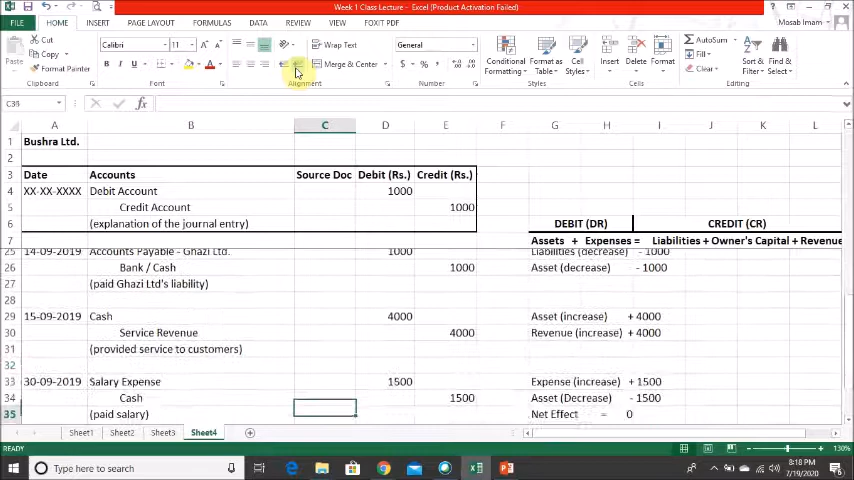 Week 1 Class Lecture - Excel (Product Activation Failed)
FILE HOME INSERT PAGE LAYOUT FORMULAS DATA REVIEW VIEW FOXIT PDF Mosab Imam
Paste Cut Copy Format Painter Clipboard
Calibri 11 B I U A Font
Wrap Text Merge & Center Alignment
General $ % , Number
Conditional Formatting Format as Table Cell Styles Styles
Insert Delete Format Cells
AutoSum Fill Clear Sort & Filter Find & Select Editing
fx
A B C D E F G H I J K L
1 Bushra Ltd.
2
3 Date Accounts Source Doc Debit (Rs.) Credit (Rs.)
4 XX-XX-XXXX Debit Account 1000
5 Credit Account 1000
6 (explanation of the journal entry) DEBIT (DR) CREDIT (CR)
7 Assets + Expenses = Liabilities + Owner's Capital + Revenue
25 14-09-2019 Accounts Payable - Ghazi Ltd. 1000 Liabilities (decrease) - 1000
26 Bank / Cash 1000 Asset (decrease) - 1000
27 (paid Ghazi Ltd's liability)
28
29 15-09-2019 Cash 4000 Asset (increase) + 4000
30 Service Revenue 4000 Revenue (increase) + 4000
31 (provided service to customers)
32
33 30-09-2019 Salary Expense 1500 Expense (increase) + 1500
34 Cash 1500 Asset (Decrease) - 1500
35 (paid salary) Net Effect = 0
Sheet1 Sheet2 Sheet3 Sheet4
READY 130%
Type here to search
8:18 PM
7/19/2020